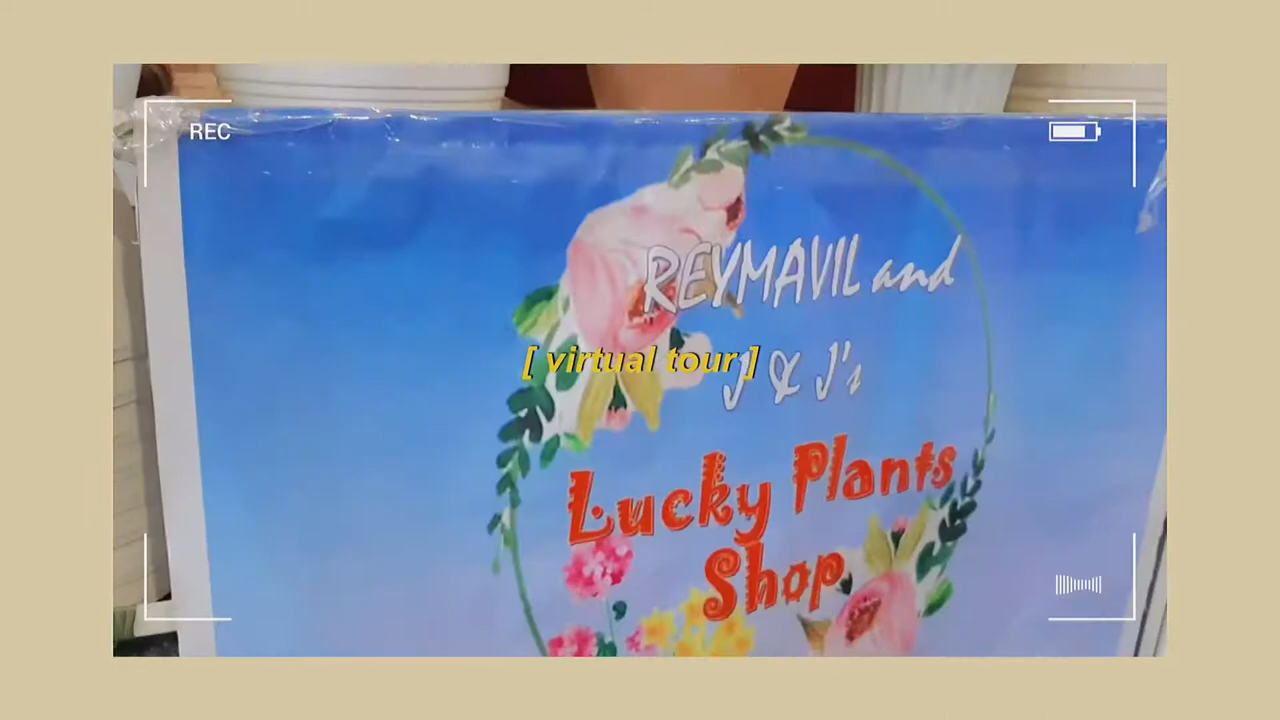 REC
REYMAVIL and
[ virtual tour ]
J & J's
Lucky Plants
Shop